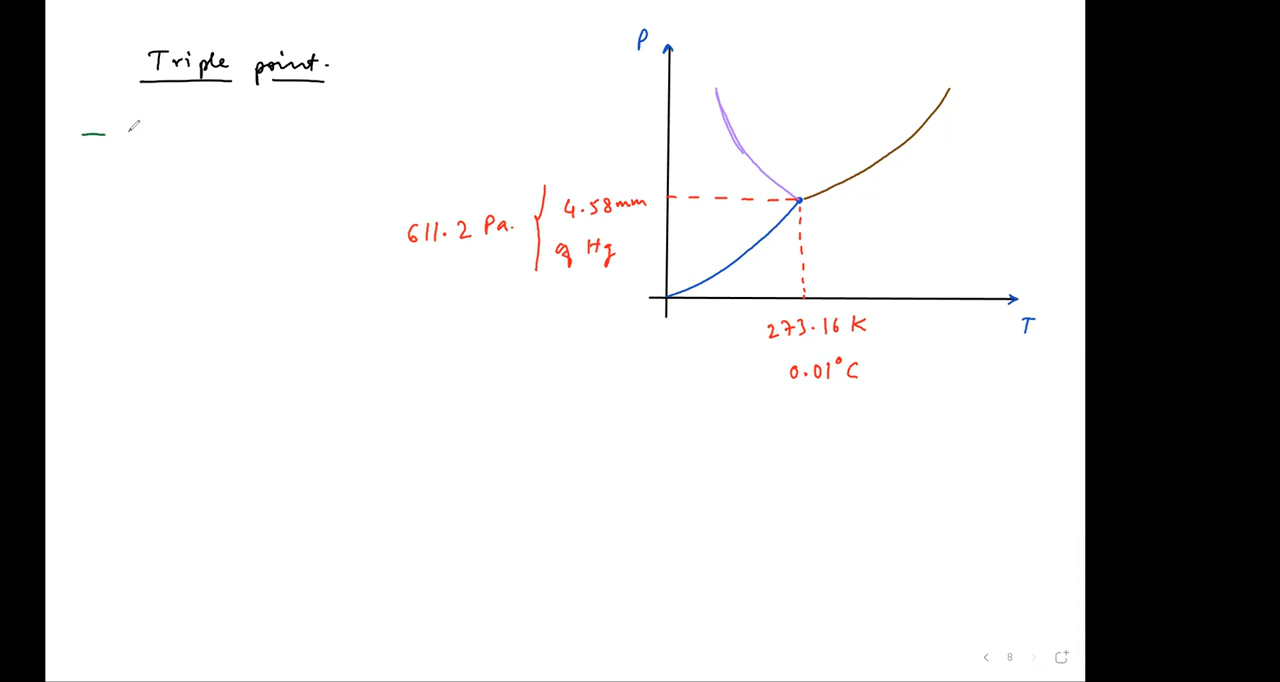 Triple point.
P
4.58mm
of Hg
611.2 Pa.
273.16 K
0.01°C
T
8